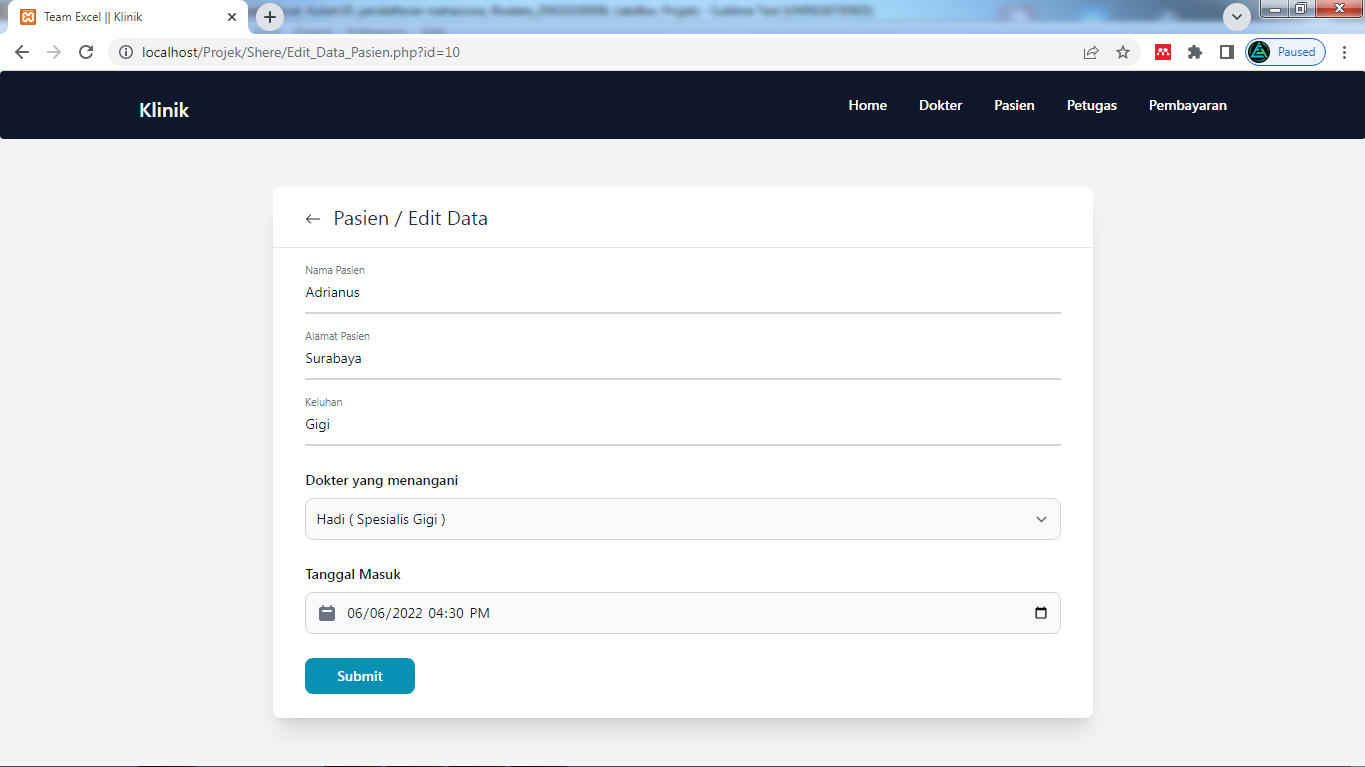 Team Excel || Klinik
localhost/Projek/Shere/Edit_Data_Pasien.php?id=10
Paused
Klinik
Home Dokter Pasien Petugas Pembayaran
← Pasien / Edit Data
Nama Pasien
Adrianus
Alamat Pasien
Surabaya
Keluhan
Gigi
Dokter yang menangani
Hadi ( Spesialis Gigi )
Tanggal Masuk
06/06/2022 04:30 PM
Submit